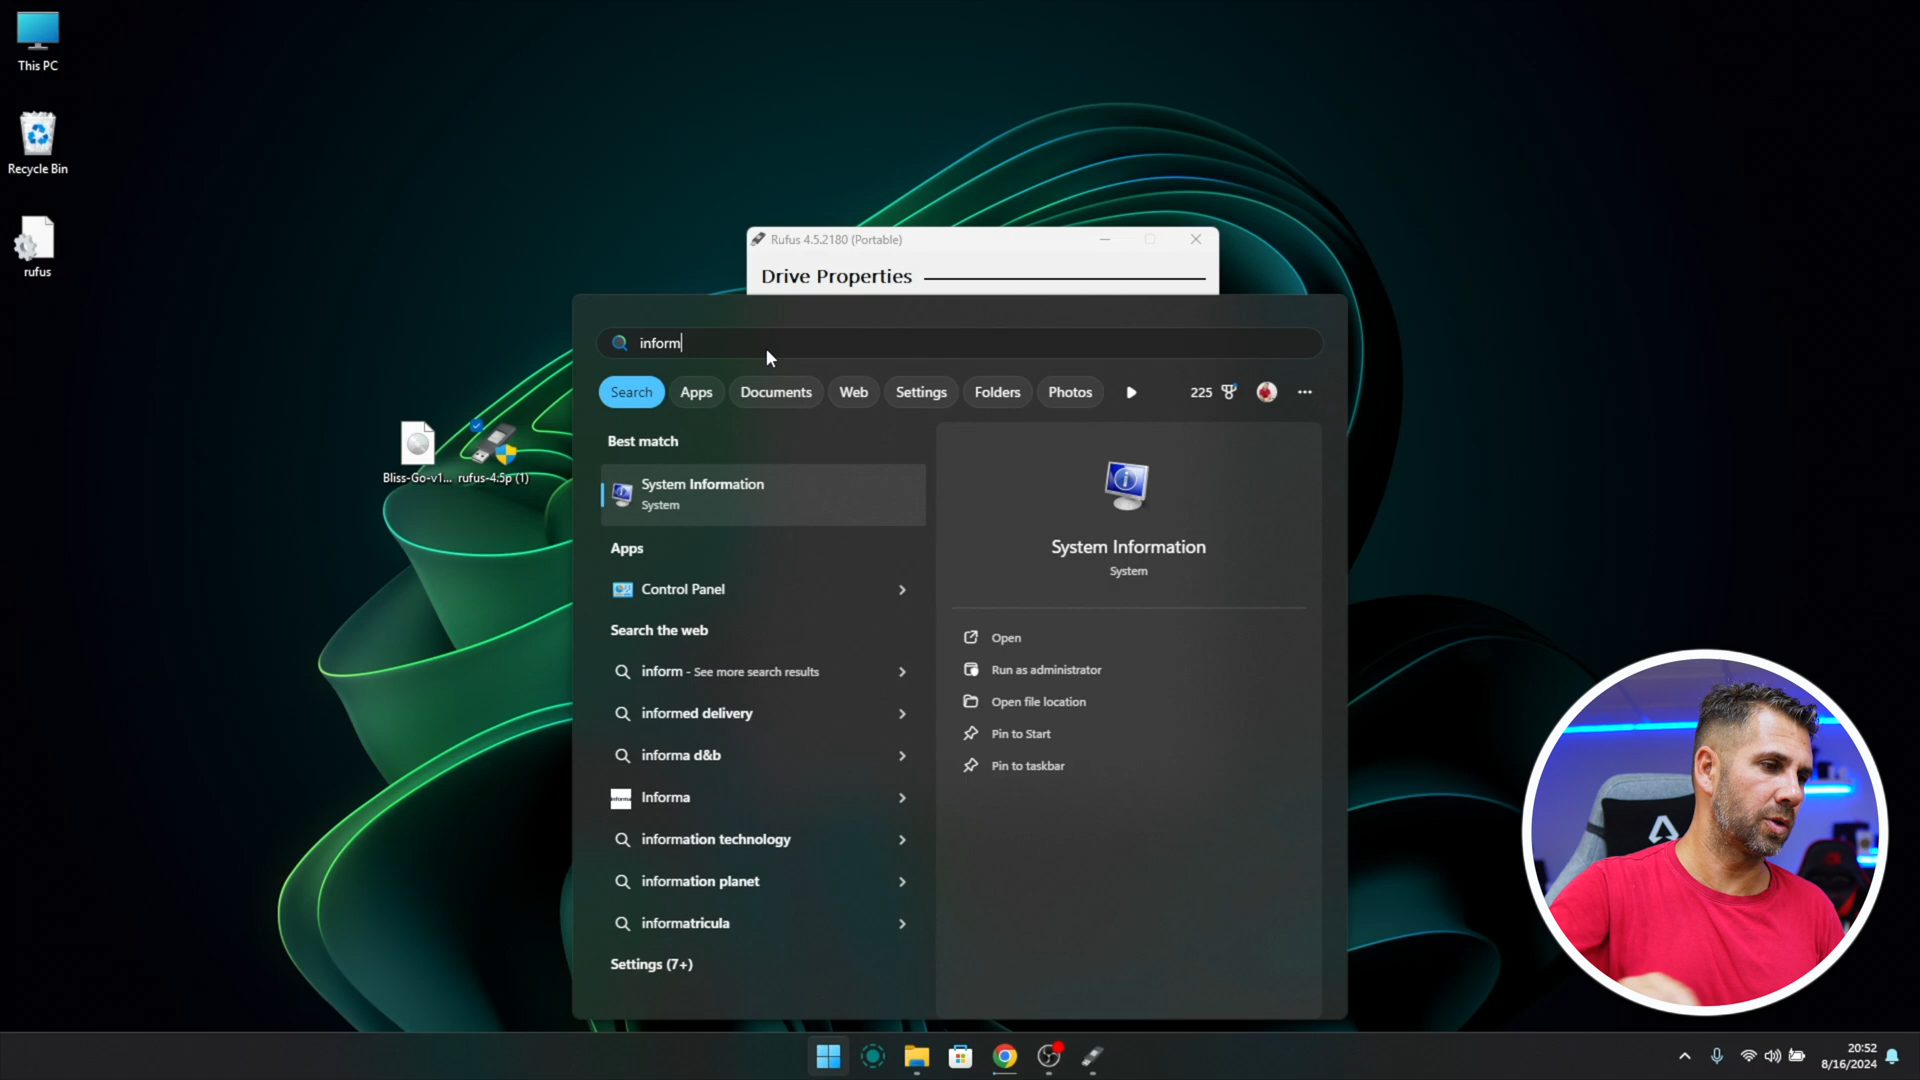 This PC
Recycle Bin
rufus
Bliss-Go-v1...
rufus-4.5p (1)
Rufus 4.5.2180 (Portable)
Drive Properties
inform
Search
Apps
Documents
Web
Settings
Folders
Photos
225
Best match
System Information
System
Apps
Control Panel
Search the web
inform - See more search results
informed delivery
informa d&b
Informa
information technology
information planet
informatricula
Settings (7+)
System Information
System
Open
Run as administrator
Open file location
Pin to Start
Pin to taskbar
20:52
8/16/2024